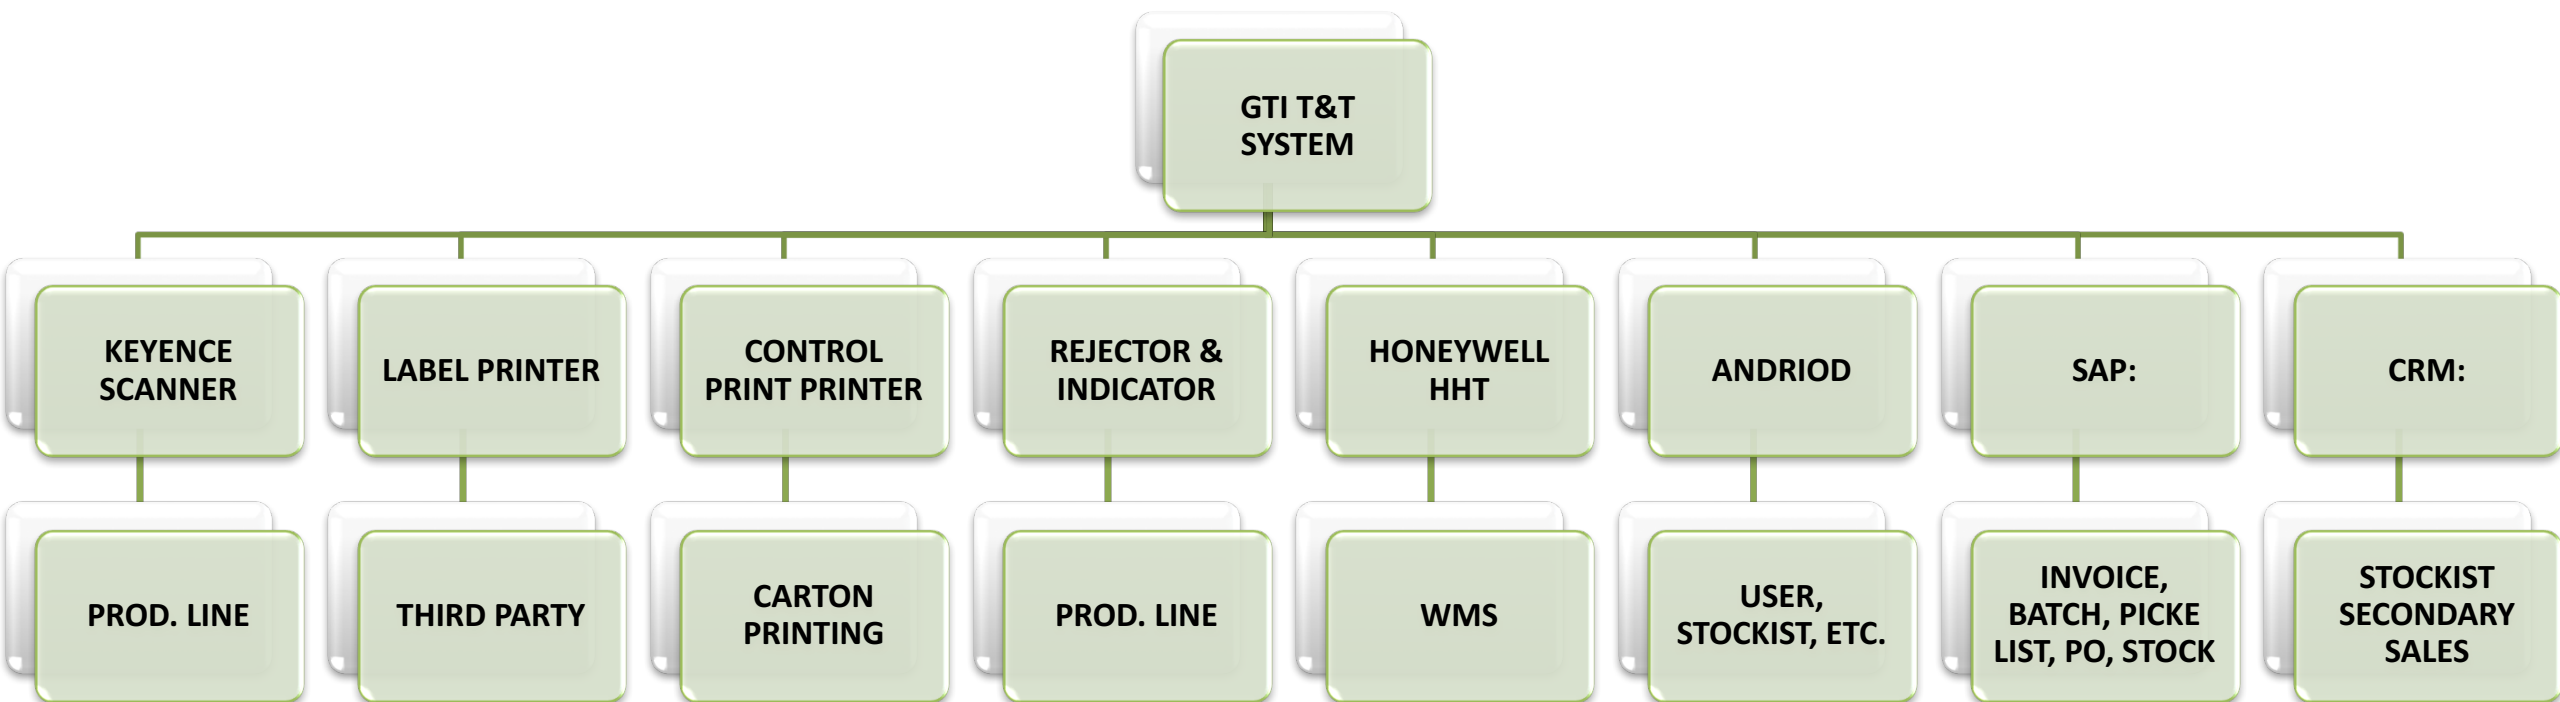 GTI T&T
SYSTEM
KEYENCE
SCANNER
LABEL PRINTER
CONTROL
PRINT PRINTER
REJECTOR &
INDICATOR
HONEYWELL
HHT
ANDRIOD
SAP:
CRM:
PROD. LINE
THIRD PARTY
CARTON
PRINTING
PROD. LINE
WMS
USER,
STOCKIST, ETC.
INVOICE,
BATCH, PICKE
LIST, PO, STOCK
STOCKIST
SECONDARY
SALES